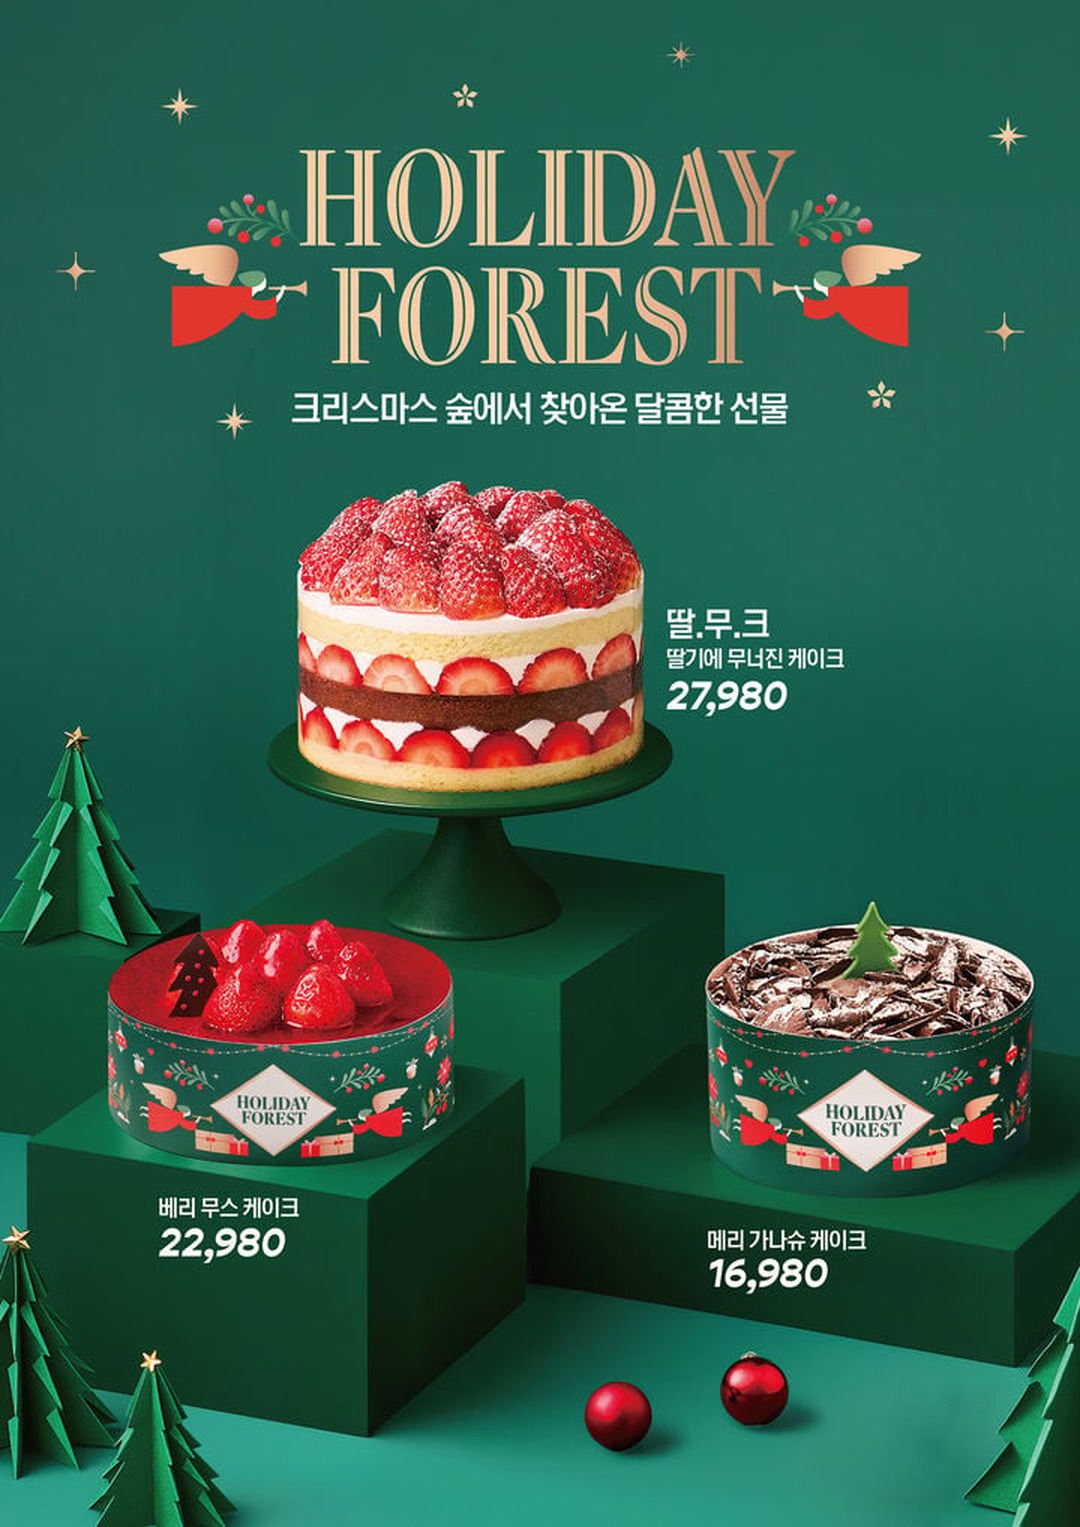 HOLIDAY
FOREST
크리스마스 숲에서 찾아온 달콤한 선물
딸.무.크
딸기에 무너진 케이크
27,980
HOLIDAY
FOREST
베리 무스 케이크
22,980
HOLIDAY
FOREST
메리 가나슈 케이크
16,980